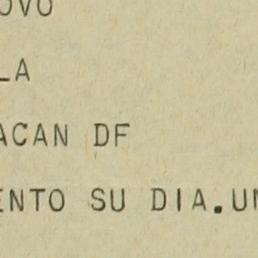 OVO
LA
ACAN DF
ENTO SU DIA.UN